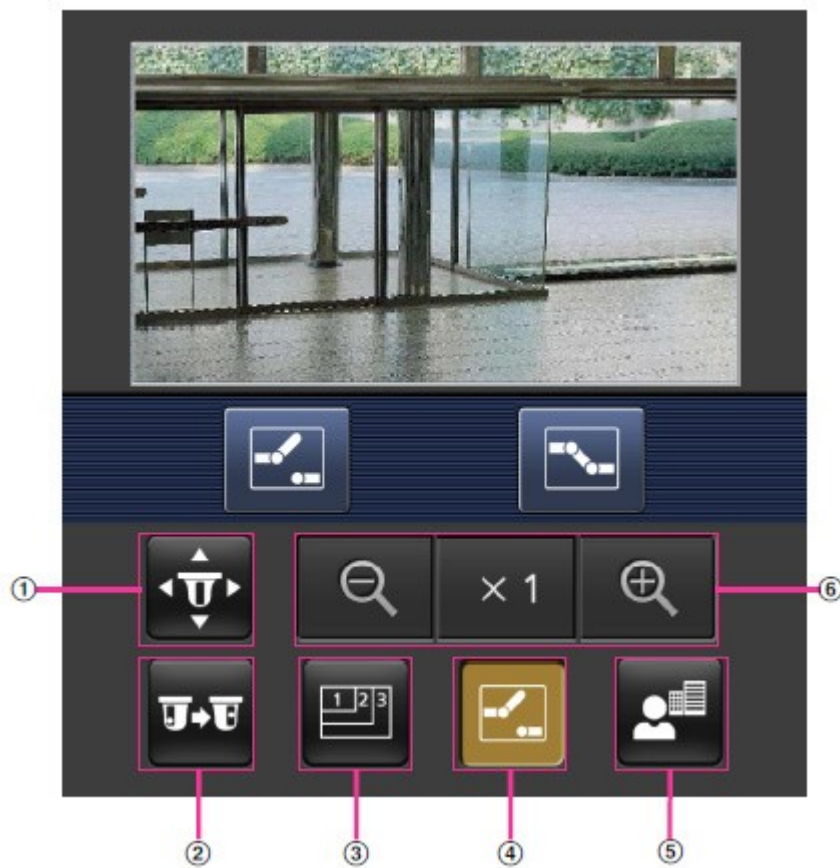 ① × 1 ⑥
1 2 3
② ③ ④ ⑤